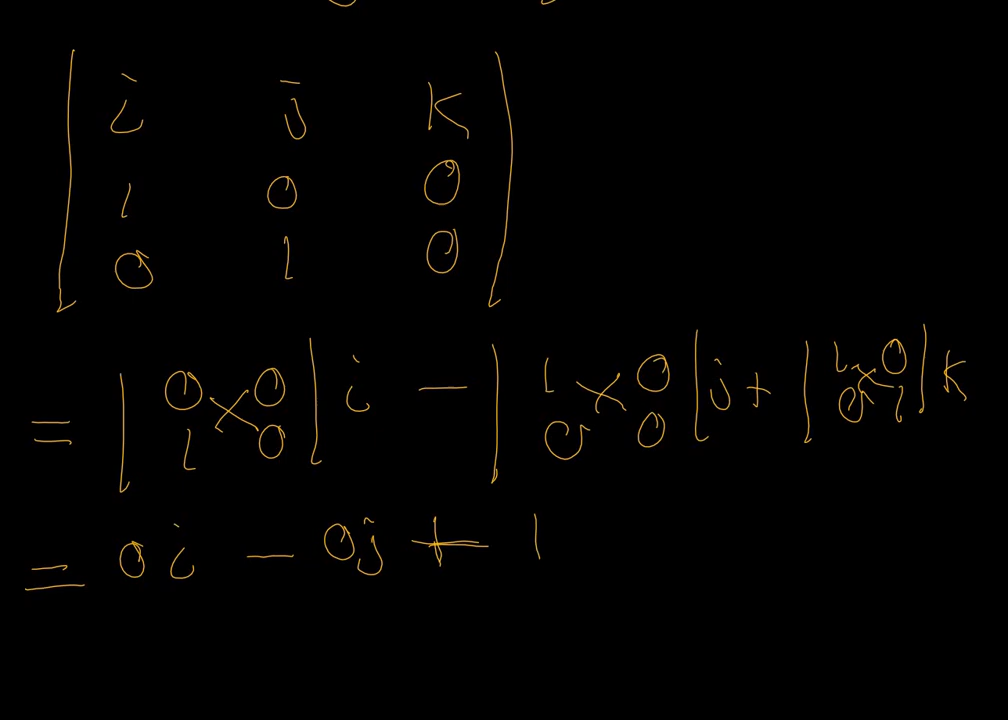 | i j k |
| 1 0 0 |
| 0 1 0 |
= | 0 0 | i - | 1 0 | j + | 1 0 | k
| 1 0 | | 0 0 | | 0 1 |
= 0i - 0j + 1